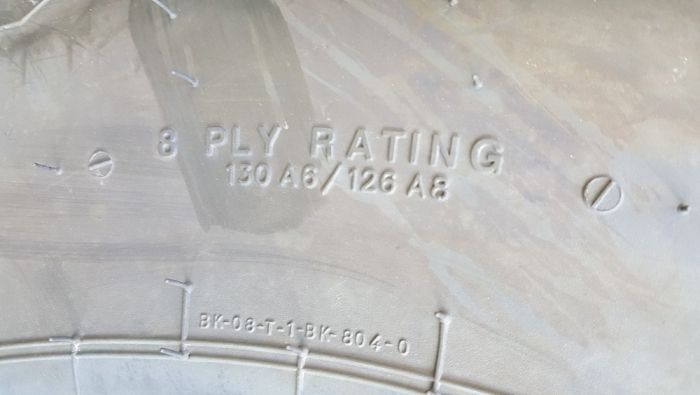 8 PLY RATING
130 A6/126 A8
BK-08-T-1-BK-804-0